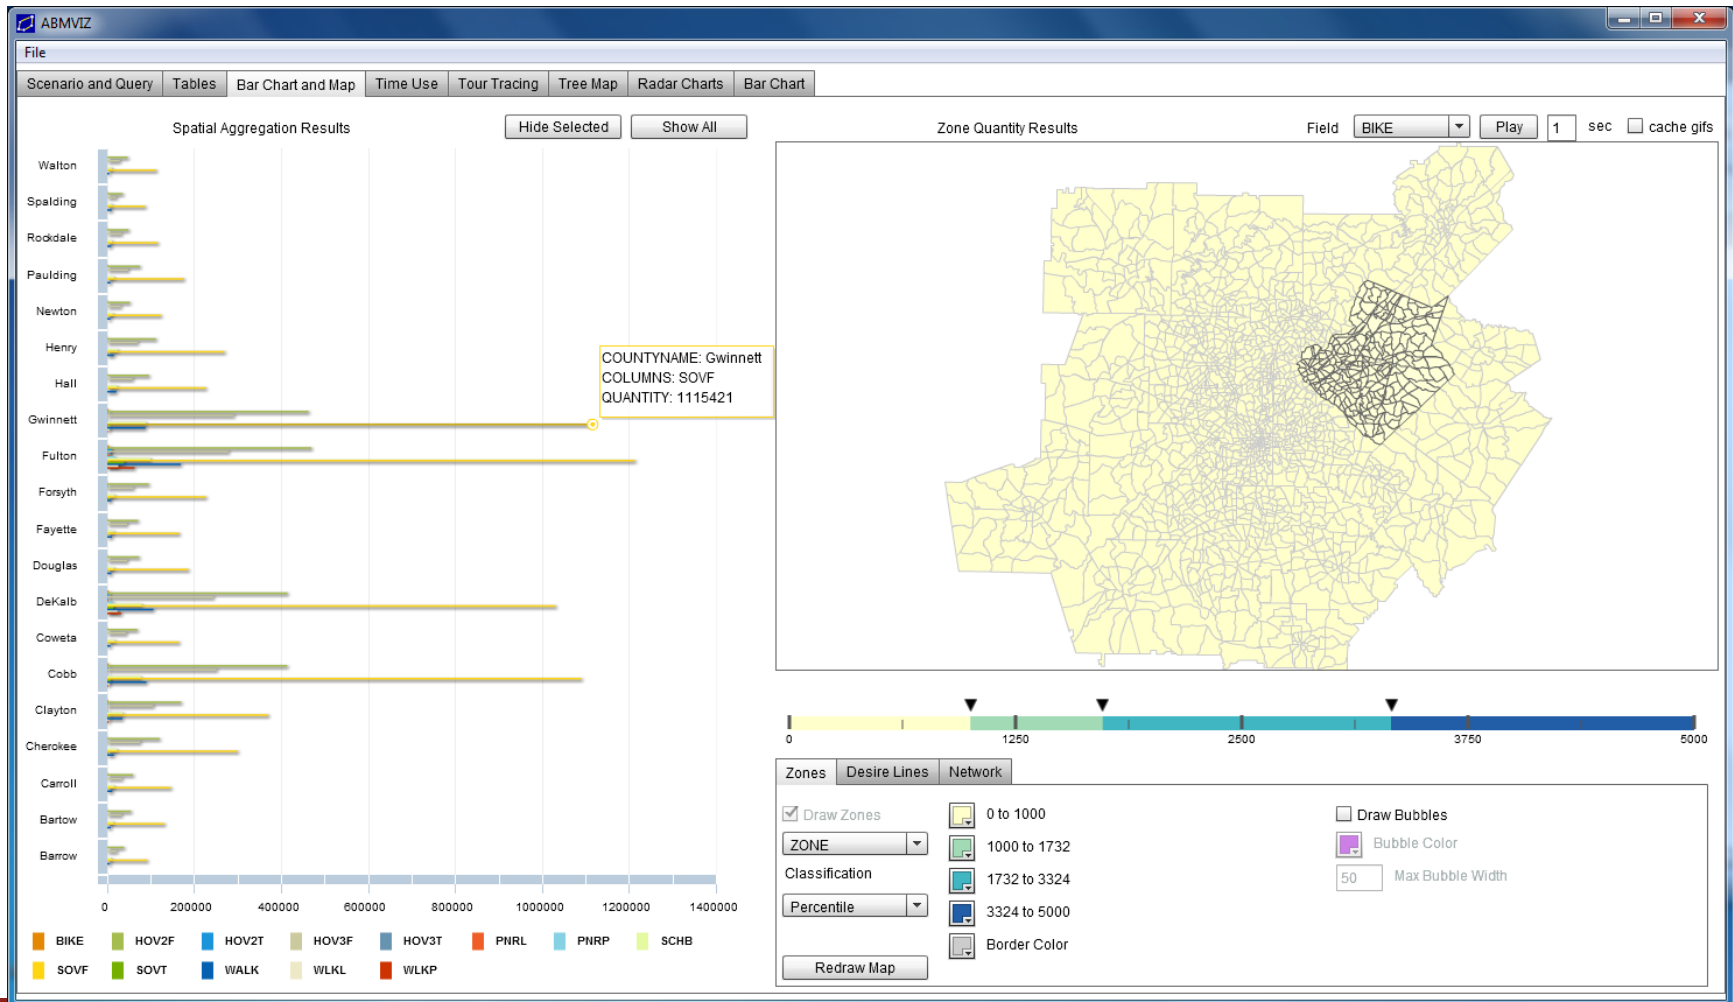 ABMVIZ
File
Scenario and Query Tables Bar Chart and Map Time Use Tour Tracing Tree Map Radar Charts Bar Chart
Spatial Aggregation Results Hide Selected Show All
Walton
Spalding
Rockdale
Paulding
Newton
Henry
Hall
Gwinnett
Fulton
Forsyth
Fayette
Douglas
DeKalb
Coweta
Cobb
Clayton
Cherokee
Carroll
Bartow
Barrow
COUNTYNAME: Gwinnett
COLUMNS: SOVF
QUANTITY: 1115421
0 200000 400000 600000 800000 1000000 1200000 1400000
BIKE HOV2F HOV2T HOV3F HOV3T PNRL PNRP SCHB
SOVF SOVT WALK WLKL WLKP
Zone Quantity Results Field BIKE Play 1 sec cache gifs
0 1250 2500 3750 5000
Zones Desire Lines Network
Draw Zones
ZONE
Classification
Percentile
Redraw Map
0 to 1000
1000 to 1732
1732 to 3324
3324 to 5000
Border Color
Draw Bubbles
Bubble Color
50 Max Bubble Width